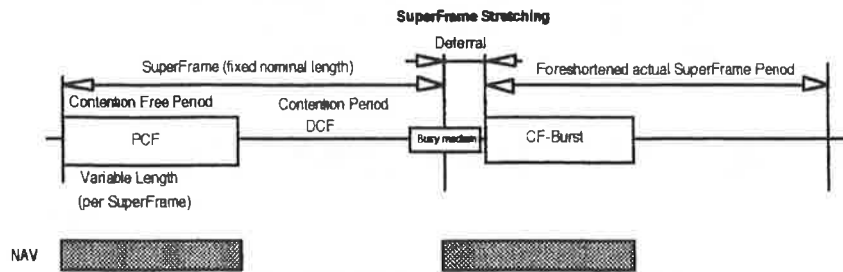 SuperFrame Stretching
Deferral
SuperFrame (fixed nominal length)
Foreshortened actual SuperFrame Period
Contention Free Period
Contention Period
DCF
PCF
Busy medium
CF-Burst
Variable Length
(per SuperFrame)
NAV